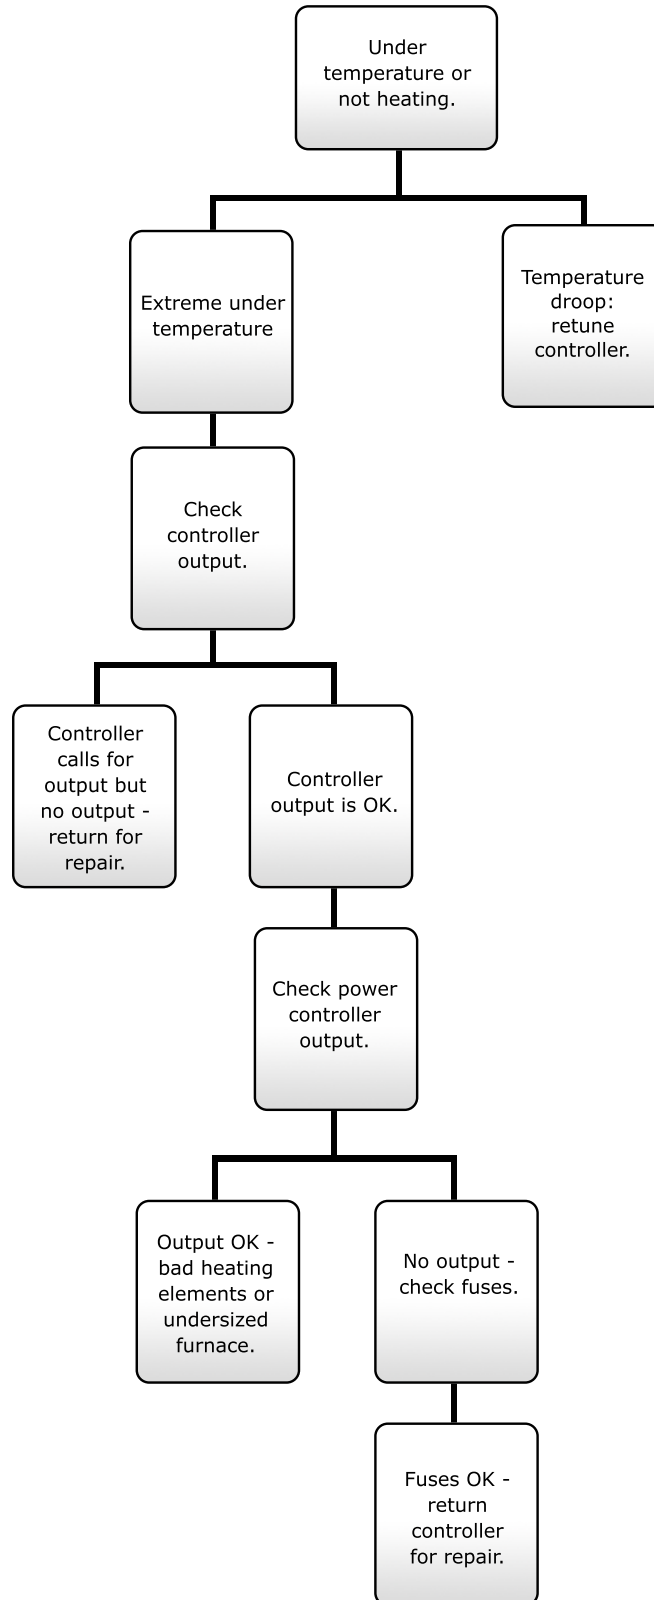 Under
temperature or
not heating.
Extreme under
temperature
Temperature
droop:
retune
controller.
Check
controller
output.
Controller
calls for
output but
no output -
return for
repair.
Controller
output is OK.
Check power
controller
output.
Output OK -
bad heating
elements or
undersized
furnace.
No output -
check fuses.
Fuses OK -
return
controller
for repair.